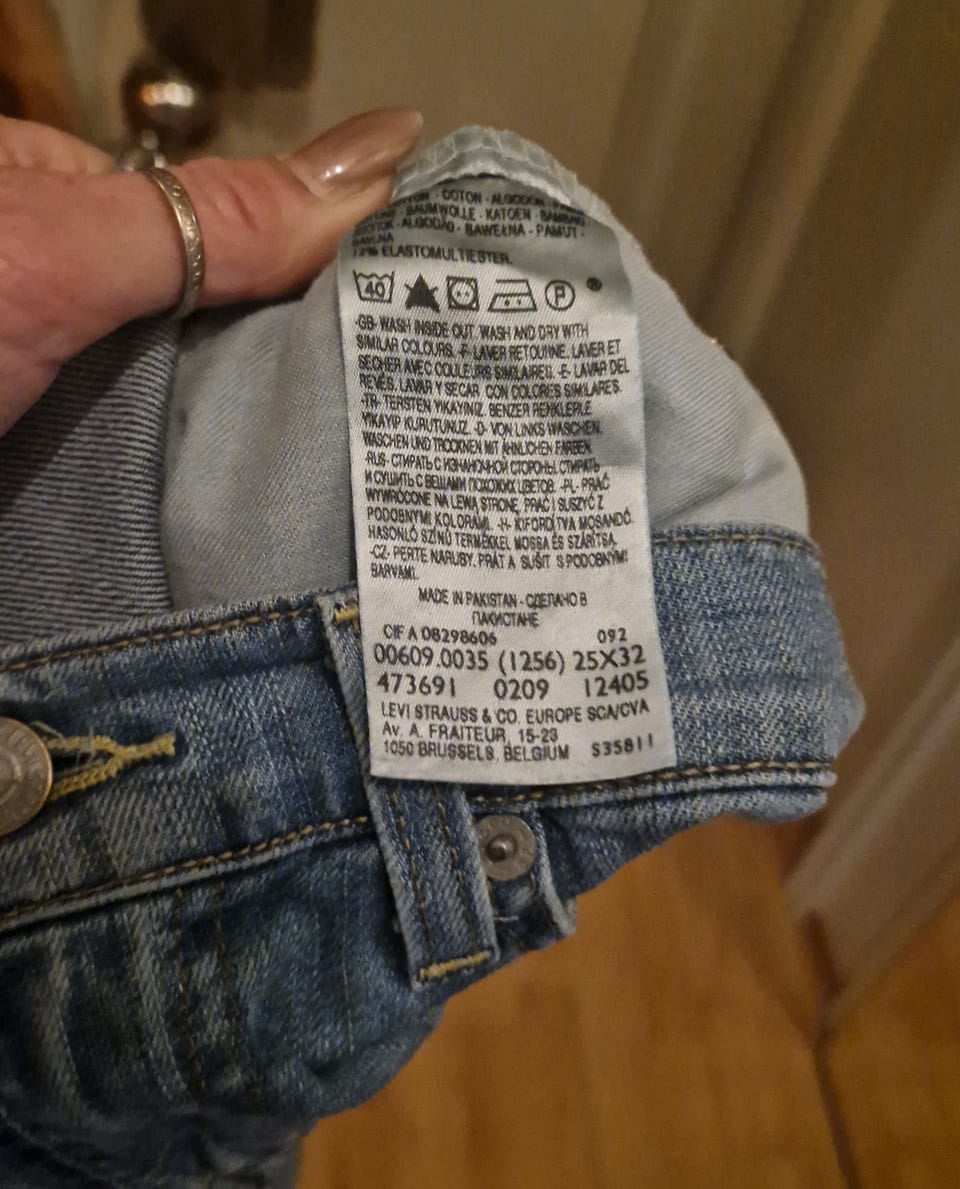 COTON - ALGODON
BAUMWOLLE - KATOEN - BAMBAŞ
ALGODÃO - BAWEŁNA - PAMUT -
BAVLNA
12% ELASTOMULTIESTER.
40 P ®
-GB- WASH INSIDE OUT. WASH AND DRY WITH
SIMILAR COLOURS. -F- LAVER RETOURNE. LAVER ET
SECHER AVEC COULEURS SIMILAIRES. -E- LAVAR DEL
REVÉS. LAVAR Y SECAR CON COLORES SIMILARES.
-TR- TERSTEN YIKAYINIZ. BENZER RENKLERLE
YIKAYIP KURUTUNUZ. -D- VON LINKS WASCHEN.
WASCHEN UND TROCKNEN MIT ÄHNLICHEN FARBEN.
-RUS- СТИРАТЬ С ИЗНАНОЧНОЙ СТОРОНЫ. СТИРАТЬ
И СУШИТЬ С ВЕЩАМИ ПОХОЖИХ ЦВЕТОВ. -PL- PRAĆ
WYWRÓCONE NA LEWĄ STRONĘ, PRAĆ I SUSZYĆ Z
PODOBNYMI KOLORAMI. -H- KIFORDÍTVA MOSANDÓ.
HASONLÓ SZÍNŰ TERMÉKKEL MOSSA ÉS SZÁRÍTSA.
-CZ- PERTE NARUBY. PRÁT A SUŠIT S PODOBNÝMI
BARVAMI.
MADE IN PAKISTAN - СДЕЛАНО В
ПАКИСТАНЕ
CIF A 08298606 092
00609.0035 (1256) 25X32
473691 0209 12405
LEVI STRAUSS & CO. EUROPE SCA/CVA
Av. A. FRAITEUR, 15-23
1050 BRUSSELS, BELGIUM S35811